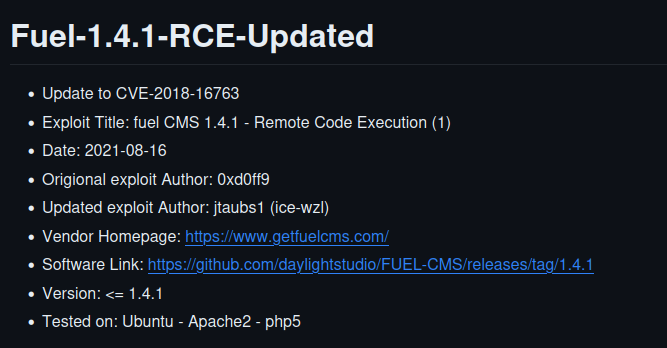 Fuel-1.4.1-RCE-Updated
Update to CVE-2018-16763
Exploit Title: fuel CMS 1.4.1 - Remote Code Execution (1)
Date: 2021-08-16
Origional exploit Author: 0xd0ff9
Updated exploit Author: jtaubs1 (ice-wzl)
Vendor Homepage: https://www.getfuelcms.com/
Software Link: https://github.com/daylightstudio/FUEL-CMS/releases/tag/1.4.1
Version: <= 1.4.1
Tested on: Ubuntu - Apache2 - php5